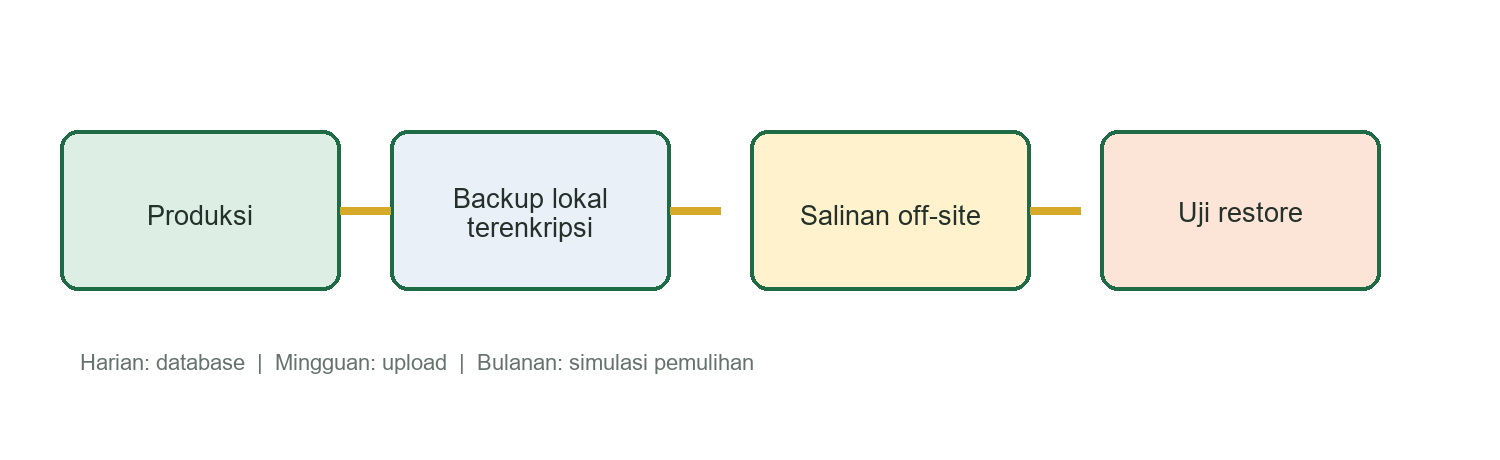 Produksi
Backup lokal
terenkripsi
Salinan off-site
Uji restore
Harian: database | Mingguan: upload | Bulanan: simulasi pemulihan